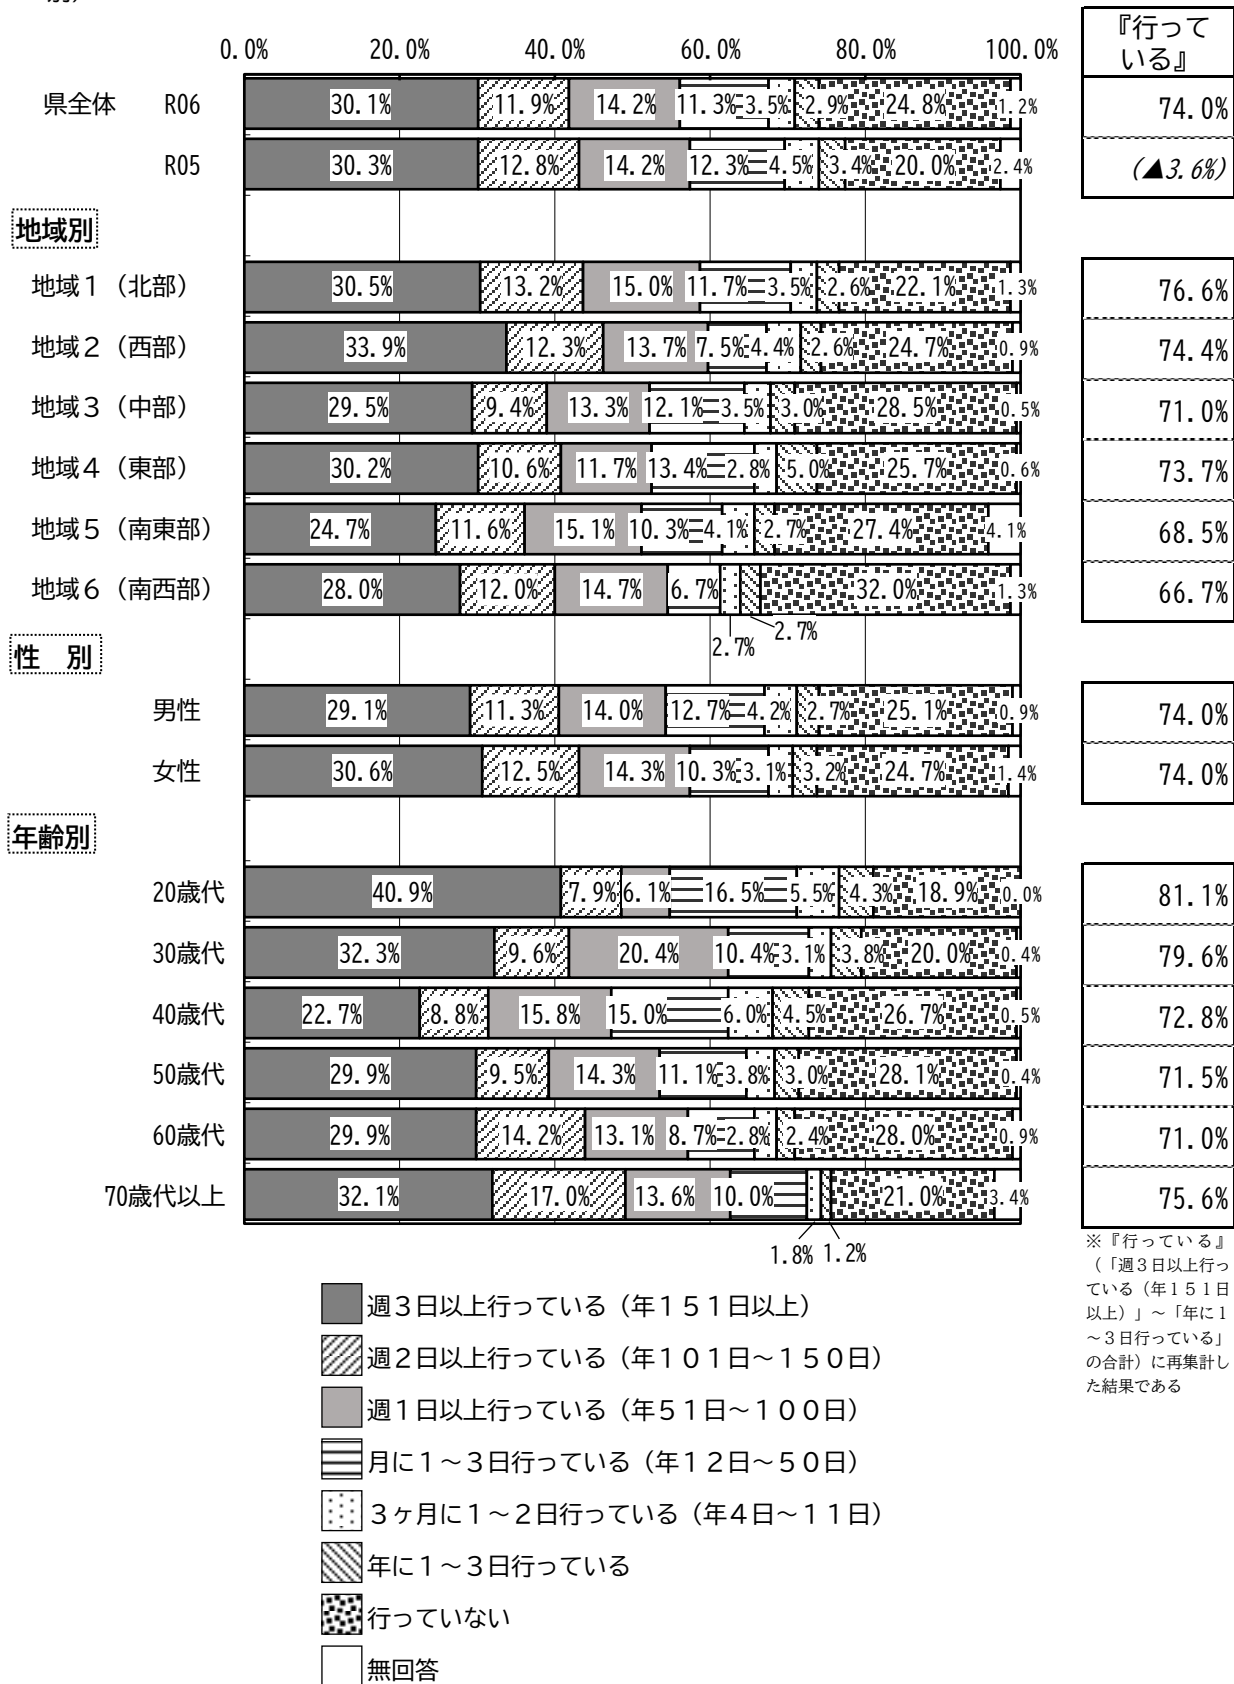 0.0% 20.0% 40.0% 60.0% 80.0% 100.0%
『行って
いる』
県全体 R06 30.1% 11.9% 14.2% 11.3% 3.5% 2.9% 24.8% 1.2% 74.0%
R05 30.3% 12.8% 14.2% 12.3% 4.5% 3.4% 20.0% 2.4% (▲3.6%)
地域別
地域1(北部) 30.5% 13.2% 15.0% 11.7% 3.5% 2.6% 22.1% 1.3% 76.6%
地域2(西部) 33.9% 12.3% 13.7% 7.5% 4.4% 2.6% 24.7% 0.9% 74.4%
地域3(中部) 29.5% 9.4% 13.3% 12.1% 3.5% 3.0% 28.5% 0.5% 71.0%
地域4(東部) 30.2% 10.6% 11.7% 13.4% 2.8% 5.0% 25.7% 0.6% 73.7%
地域5(南東部) 24.7% 11.6% 15.1% 10.3% 4.1% 2.7% 27.4% 4.1% 68.5%
地域6(南西部) 28.0% 12.0% 14.7% 6.7% 32.0% 1.3% 66.7%
2.7% 2.7%
性 別
男性 29.1% 11.3% 14.0% 12.7% 4.2% 2.7% 25.1% 0.9% 74.0%
女性 30.6% 12.5% 14.3% 10.3% 3.1% 3.2% 24.7% 1.4% 74.0%
年齢別
20歳代 40.9% 7.9% 6.1% 16.5% 5.5% 4.3% 18.9% 0.0% 81.1%
30歳代 32.3% 9.6% 20.4% 10.4% 3.1% 3.8% 20.0% 0.4% 79.6%
40歳代 22.7% 8.8% 15.8% 15.0% 6.0% 4.5% 26.7% 0.5% 72.8%
50歳代 29.9% 9.5% 14.3% 11.1% 3.8% 3.0% 28.1% 0.4% 71.5%
60歳代 29.9% 14.2% 13.1% 8.7% 2.8% 2.4% 28.0% 0.9% 71.0%
70歳代以上 32.1% 17.0% 13.6% 10.0% 21.0% 3.4% 75.6%
1.8% 1.2%
※『行っている』
(「週3日以上行っ
ている(年151日
以上)」~「年に1
~3日行っている」
の合計)に再集計し
た結果である
週3日以上行っている(年151日以上)
週2日以上行っている(年101日~150日)
週1日以上行っている(年51日~100日)
月に1~3日行っている(年12日~50日)
3ヶ月に1~2日行っている(年4日~11日)
年に1~3日行っている
行っていない
無回答